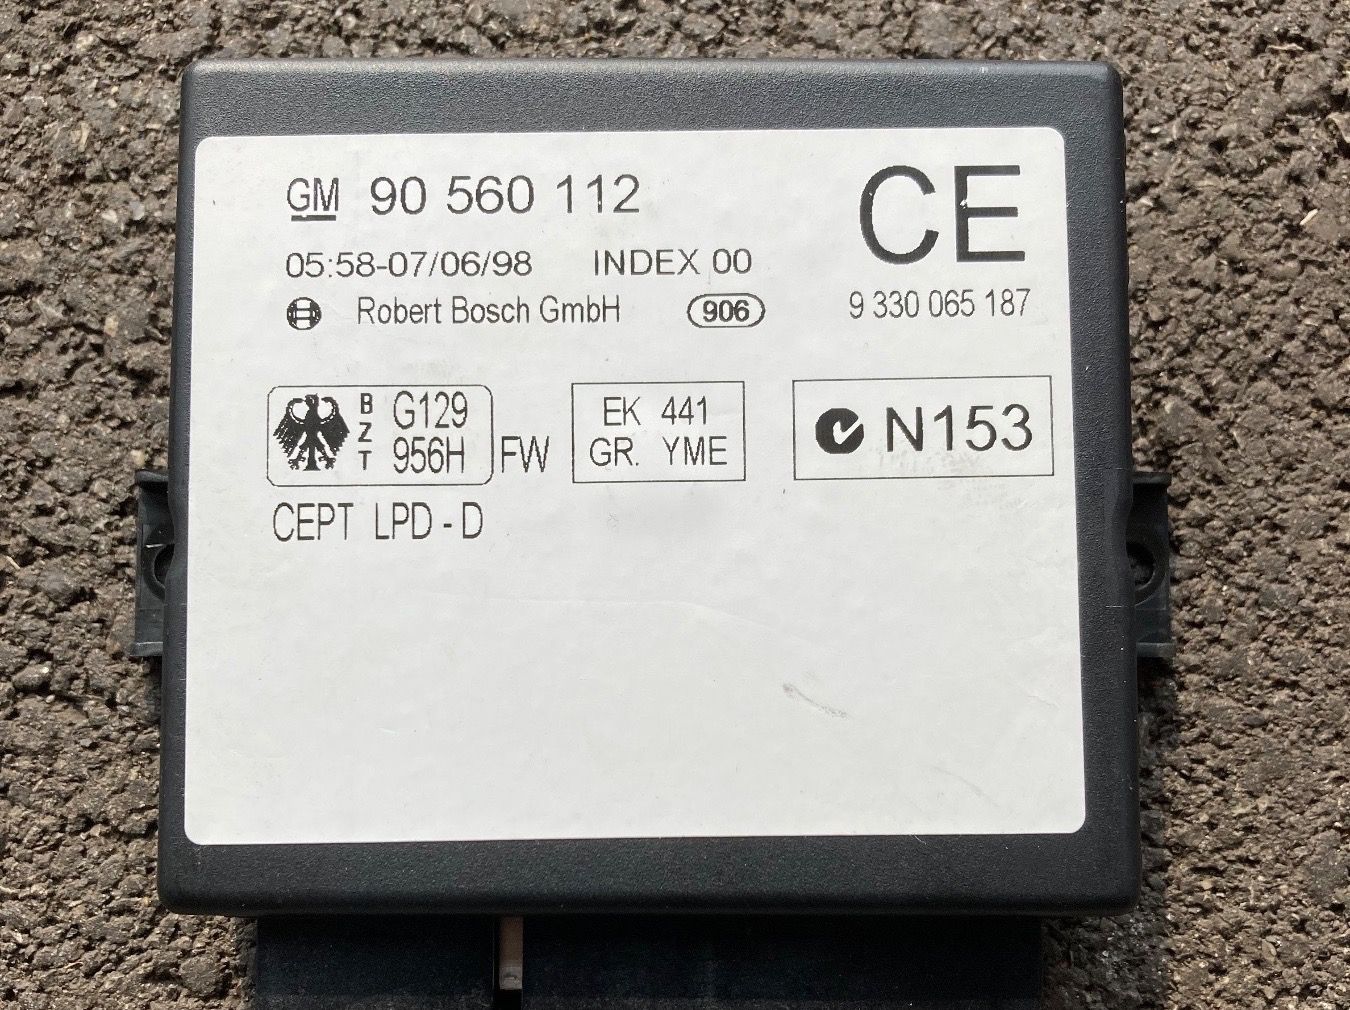 GM 90 560 112
CE
05:58-07/06/98 INDEX 00
Robert Bosch GmbH 906 9 330 065 187
BZT G129
956H FW
EK 441
GR. YME
N153
CEPT LPD - D